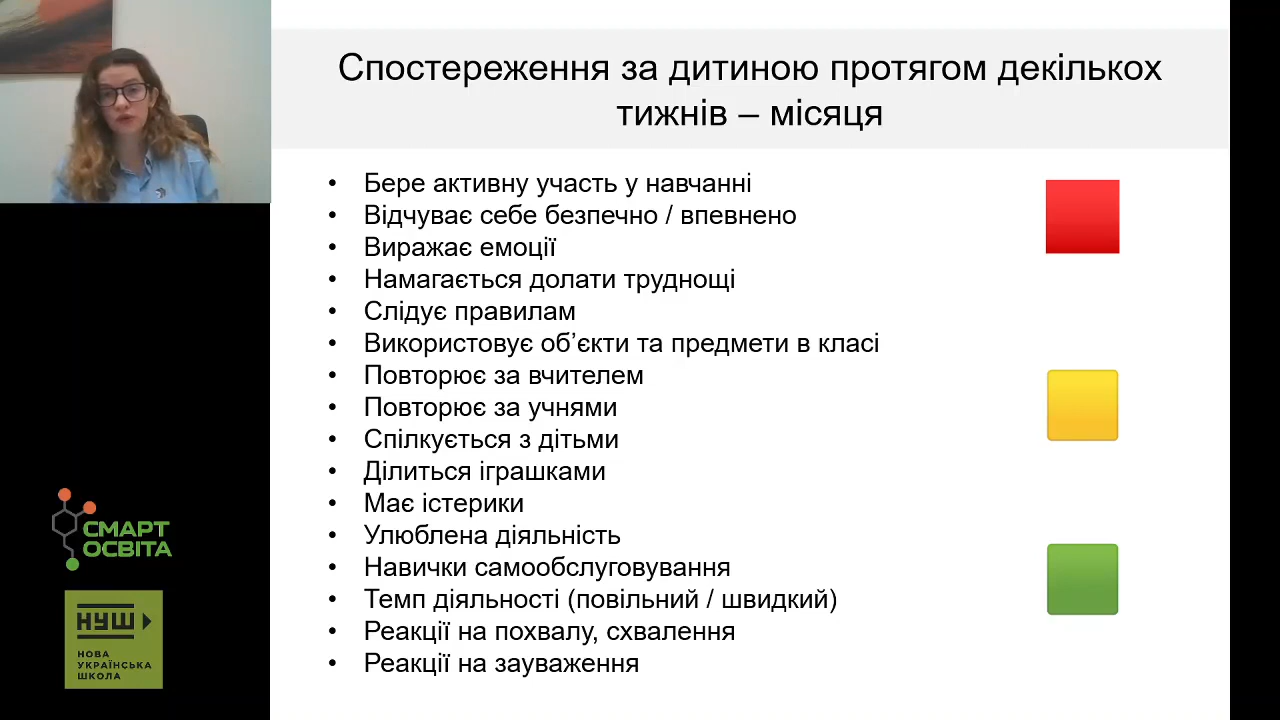 Спостереження за дитиною протягом декількох
тижнів – місяця
• Бере активну участь у навчанні
• Відчуває себе безпечно / впевнено
• Виражає емоції
• Намагається долати труднощі
• Слідує правилам
• Використовує об’єкти та предмети в класі
• Повторює за вчителем
• Повторює за учнями
• Спілкується з дітьми
• Ділиться іграшками
• Має істерики
• Улюблена діяльність
• Навички самообслуговування
• Темп діяльності (повільний / швидкий)
• Реакції на похвалу, схвалення
• Реакції на зауваження
СМАРТ
ОСВІТА
НУШ
НОВА
УКРАЇНСЬКА
ШКОЛА